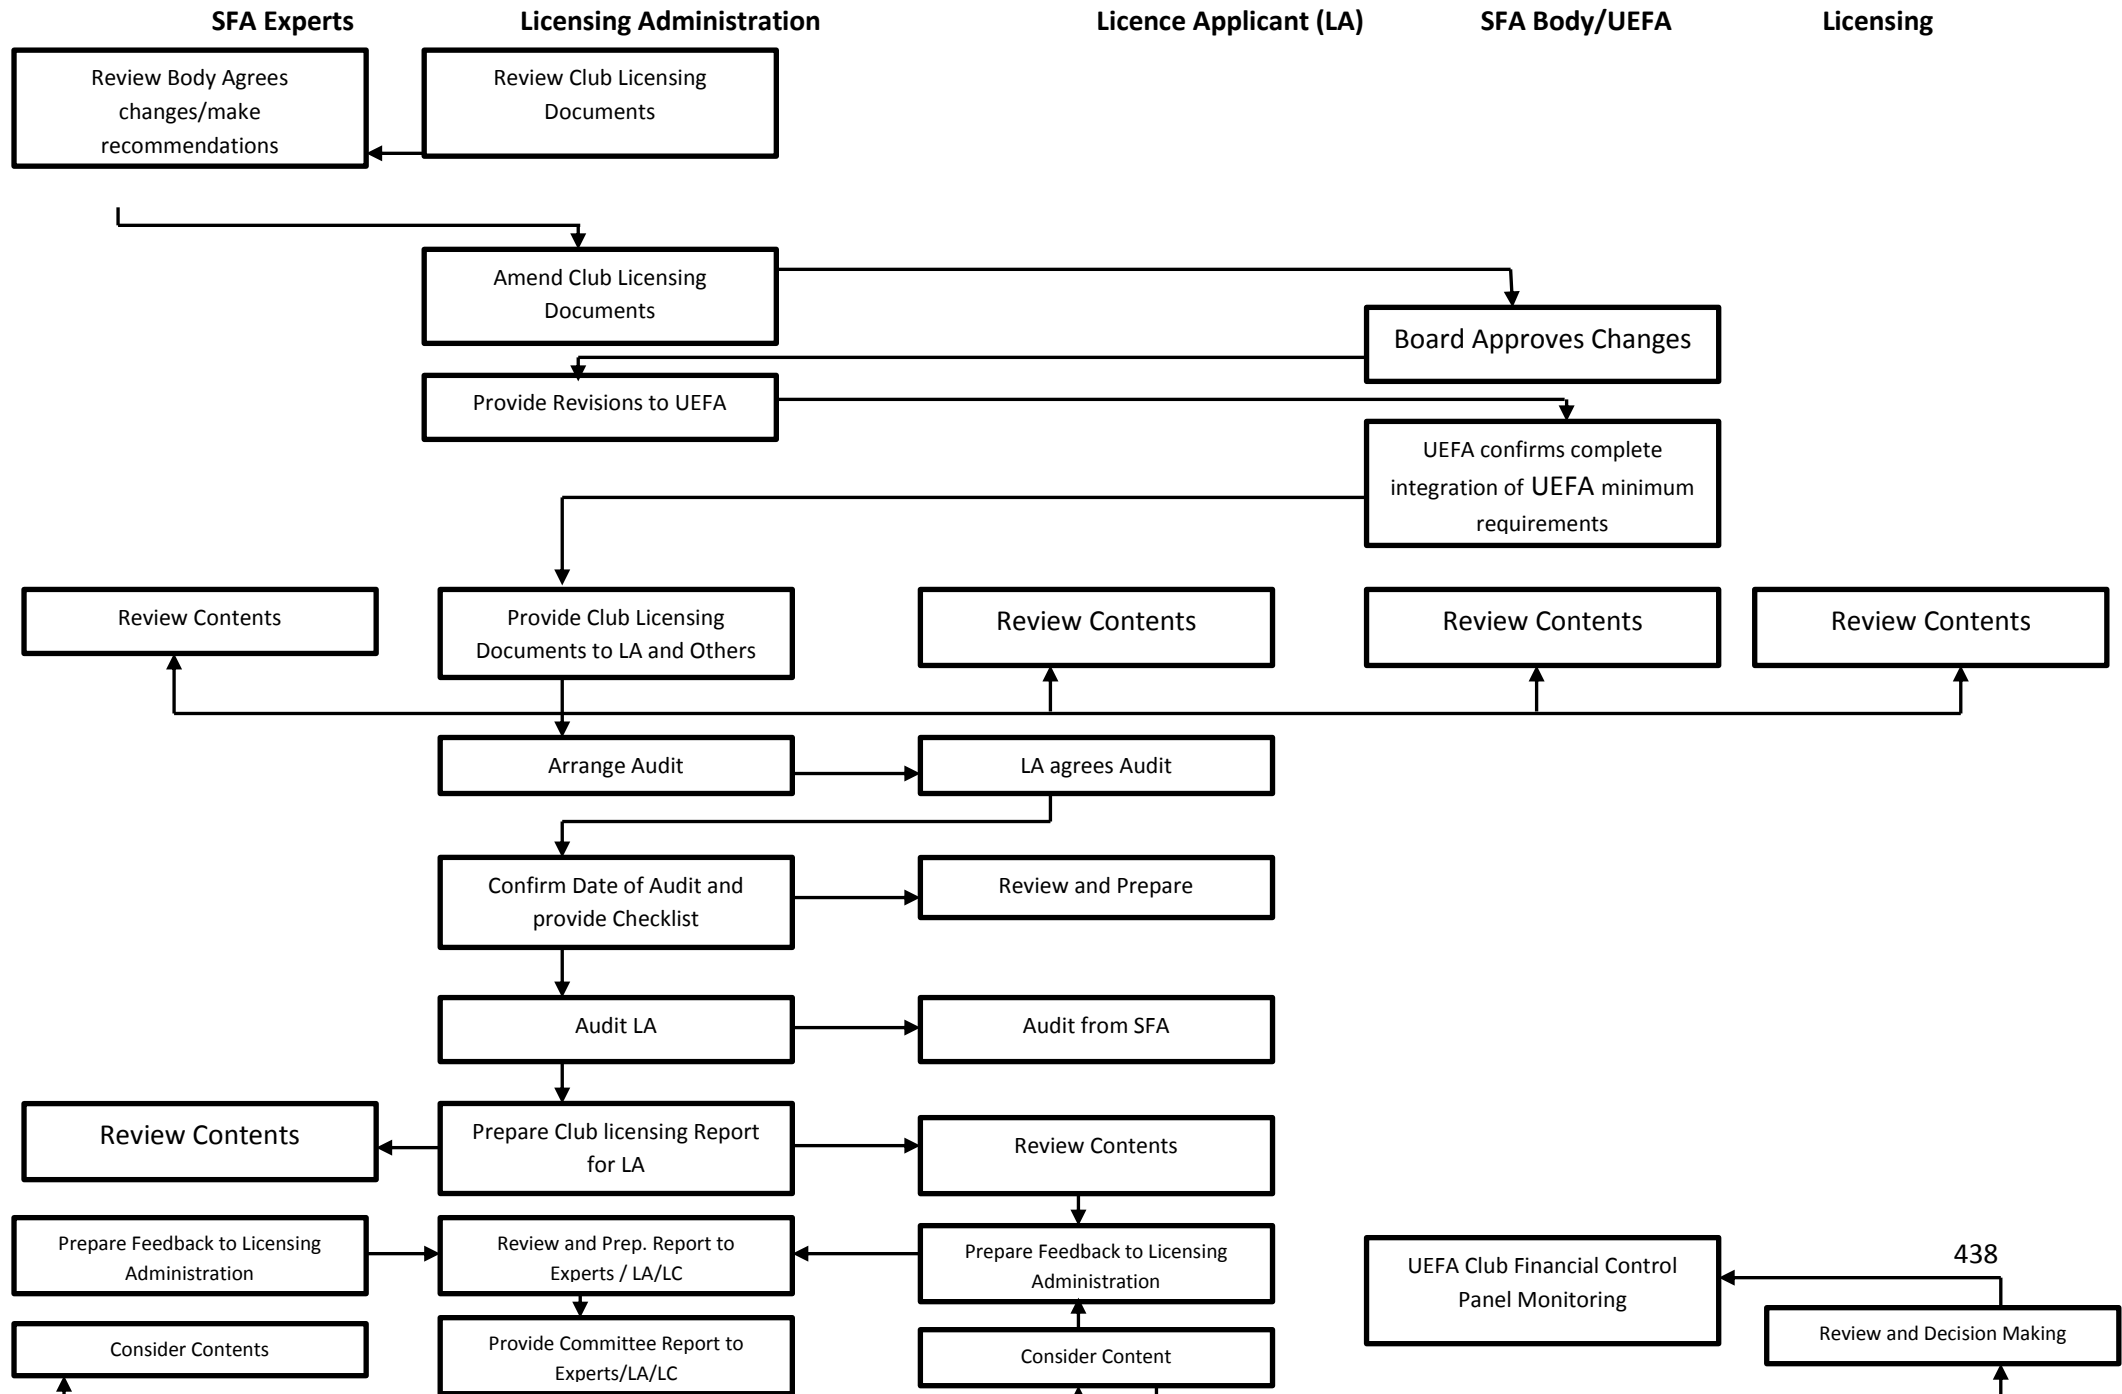 SFA Experts
Licensing Administration
Licence Applicant (LA)
SFA Body/UEFA
Licensing
Review Body Agrees
changes/make
recommendations
Review Club Licensing
Documents
Amend Club Licensing
Documents
Board Approves Changes
Provide Revisions to UEFA
UEFA confirms complete
integration of UEFA minimum
requirements
Review Contents
Provide Club Licensing
Documents to LA and Others
Review Contents
Review Contents
Review Contents
Arrange Audit
LA agrees Audit
Confirm Date of Audit and
provide Checklist
Review and Prepare
Audit LA
Audit from SFA
Review Contents
Prepare Club licensing Report
for LA
Review Contents
Prepare Feedback to Licensing
Administration
Review and Prep. Report to
Experts / LA/LC
Prepare Feedback to Licensing
Administration
UEFA Club Financial Control
Panel Monitoring
438
Review and Decision Making
Consider Contents
Provide Committee Report to
Experts/LA/LC
Consider Content